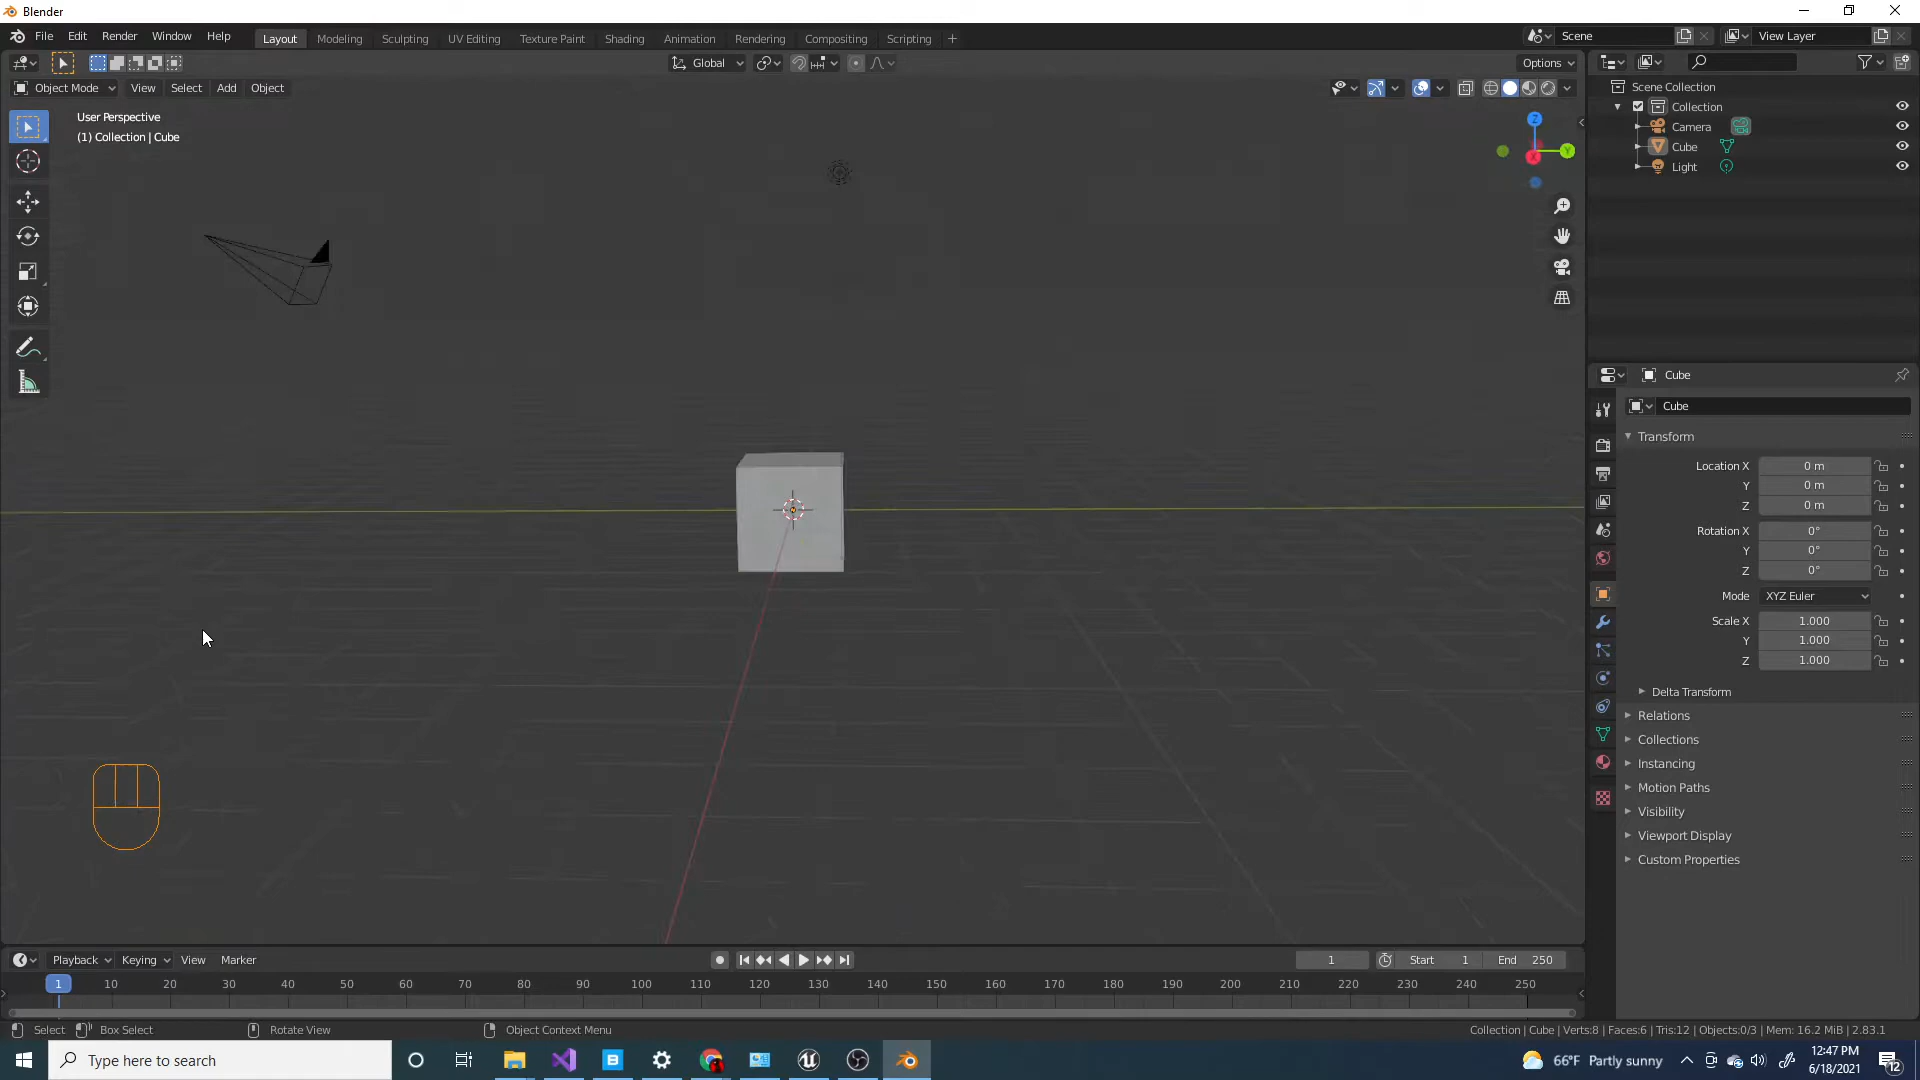 Blender
File Edit Render Window Help Layout Modeling Sculpting UV Editing Texture Paint Shading Animation Rendering Compositing Scripting + Scene View Layer
Global Options
Object Mode View Select Add Object
User Perspective
(1) Collection | Cube
Z
Y
X
Scene Collection
Collection
Camera
Cube
Light
Cube
Cube
Transform
Location X 0 m
Y 0 m
Z 0 m
Rotation X 0°
Y 0°
Z 0°
Mode XYZ Euler
Scale X 1.000
Y 1.000
Z 1.000
Delta Transform
Relations
Collections
Instancing
Motion Paths
Visibility
Viewport Display
Custom Properties
Playback Keying View Marker 1 Start 1 End 250
1 10 20 30 40 50 60 70 80 90 100 110 120 130 140 150 160 170 180 190 200 210 220 230 240 250
Select Box Select Rotate View Object Context Menu Collection | Cube | Verts:8 | Faces:6 | Tris:12 | Objects:0/3 | Mem: 16.2 MiB | 2.83.1
Type here to search 66°F Partly sunny 12:47 PM
6/18/2021 12